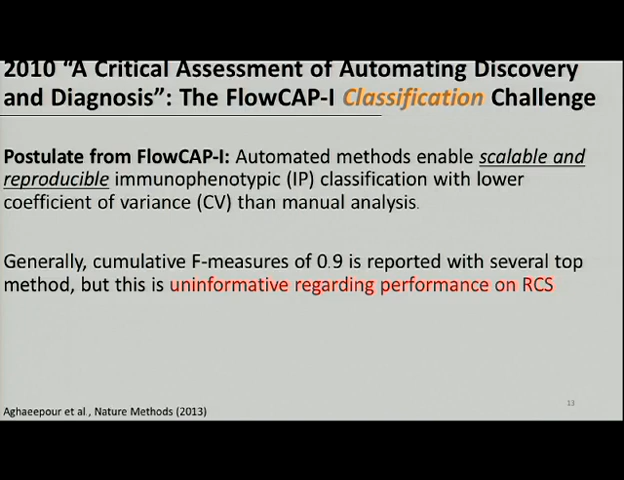 2010 “A Critical Assessment of Automating Discovery
and Diagnosis”: The FlowCAP-I Classification Challenge
Postulate from FlowCAP-I: Automated methods enable scalable and
reproducible immunophenotypic (IP) classification with lower
coefficient of variance (CV) than manual analysis.
Generally, cumulative F-measures of 0.9 is reported with several top
method, but this is uninformative regarding performance on RCS
13
Aghaeepour et al., Nature Methods (2013)